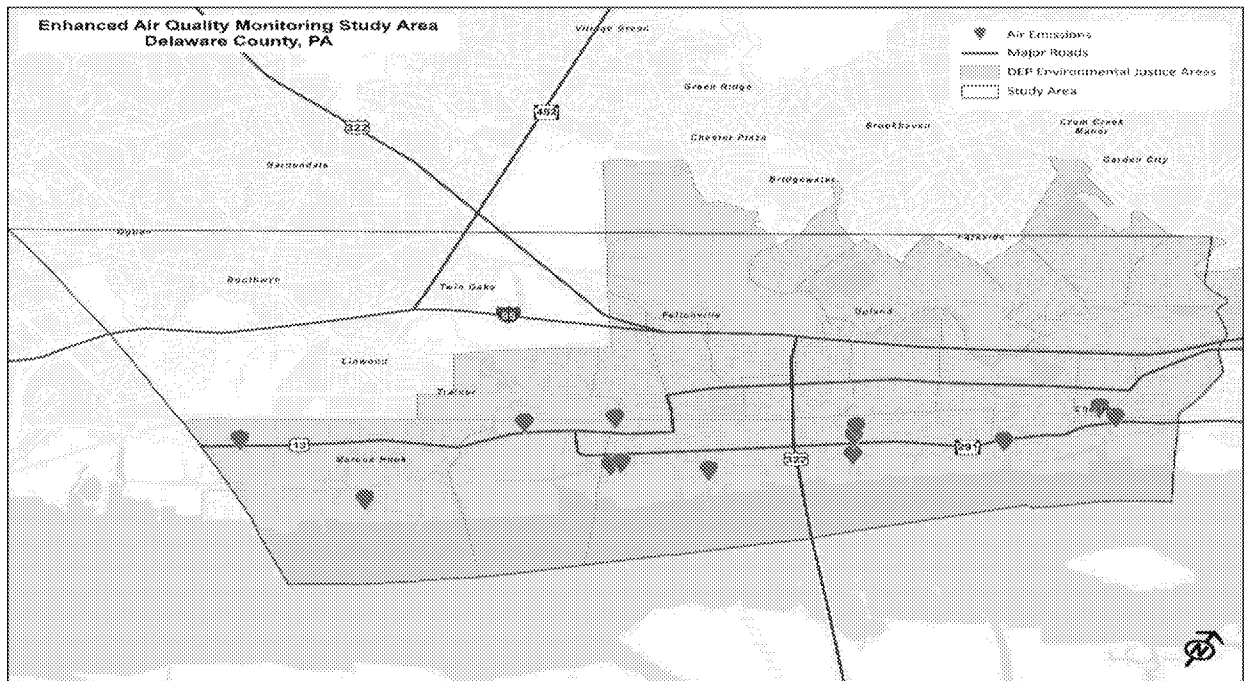 Enhanced Air Quality Monitoring Study Area
Delaware County, PA
Air Emissions
Major Roads
DEP Environmental Justice Areas
Study Area
Village Green
452
322
Green Ridge
Chester Plaza
Brookhaven
Crum Creek
Manor
Garden City
Bridgewater
Ogden
Parkside
Boothwyn
Twin Oaks
Feltonville
Upland
Linwood
Trainer
13
Marcus Hook
322
291